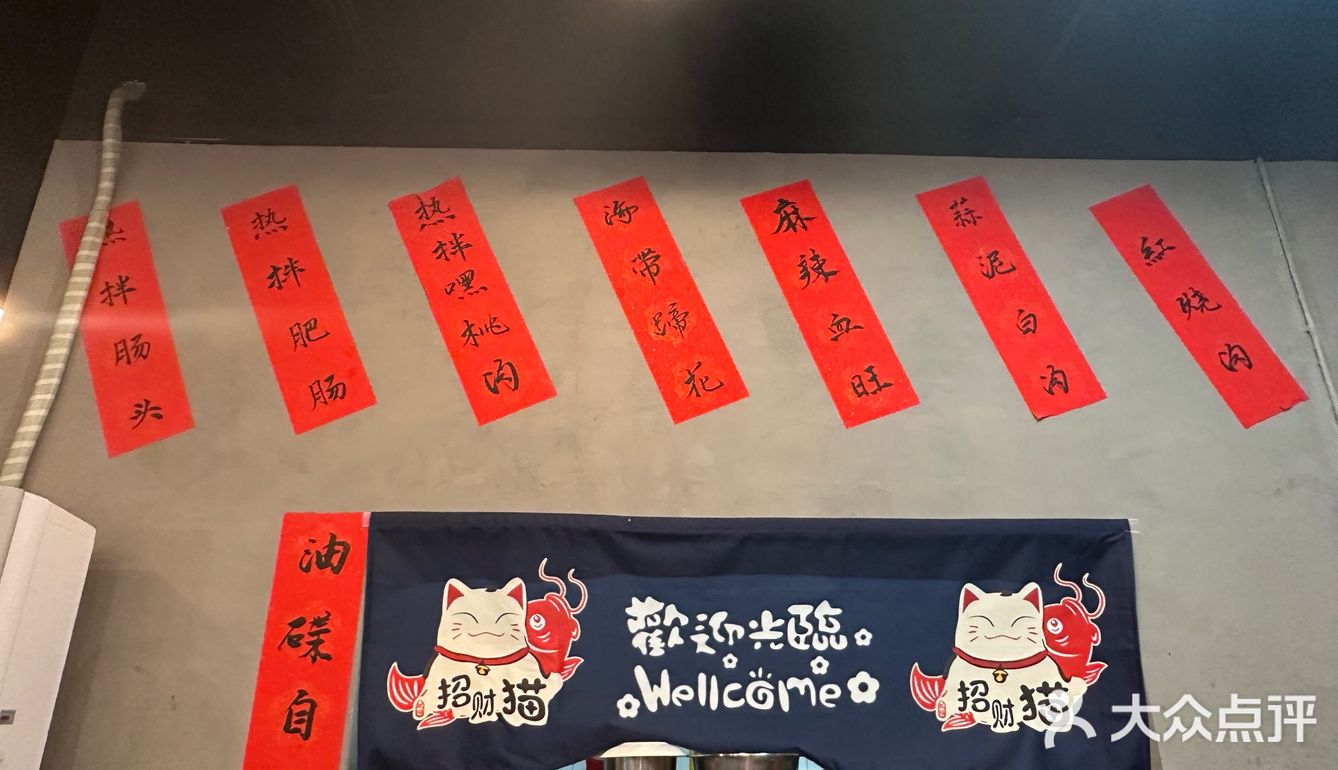 热拌肠头
热拌肥肠
热拌嘿桃肉
海带蹄花
麻辣血旺
蒜泥白肉
红烧肉
油碟自
歡迎光臨
Wellcome
招财猫
招财猫
大众点评